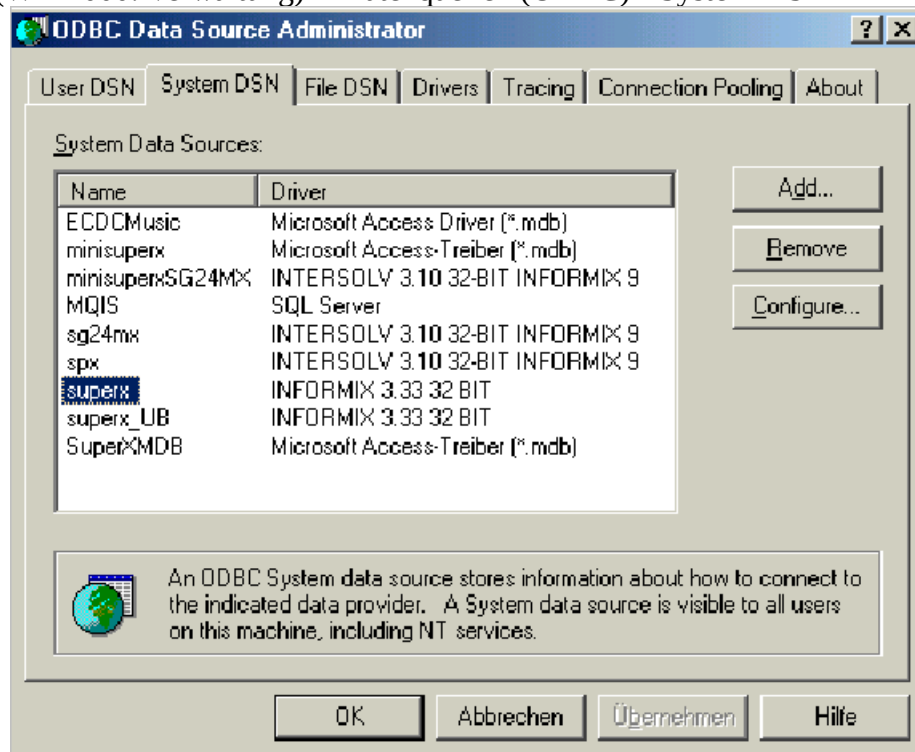 ODBC Data Source Administrator
User DSN System DSN File DSN Drivers Tracing Connection Pooling About
System Data Sources:
Name Driver
ECDCMusic Microsoft Access Driver (*.mdb)
minisuperx Microsoft Access-Treiber (*.mdb)
minisuperxSG24MX INTERSOLV 3.10 32-BIT INFORMIX 9
MQIS SQL Server
sg24mx INTERSOLV 3.10 32-BIT INFORMIX 9
spx INTERSOLV 3.10 32-BIT INFORMIX 9
superx INFORMIX 3.33 32 BIT
superx_UB INFORMIX 3.33 32 BIT
SuperXMDB Microsoft Access-Treiber (*.mdb)
Add...
Remove
Configure...
An ODBC System data source stores information about how to connect to
the indicated data provider. A System data source is visible to all users
on this machine, including NT services.
OK Abbrechen Übernehmen Hilfe